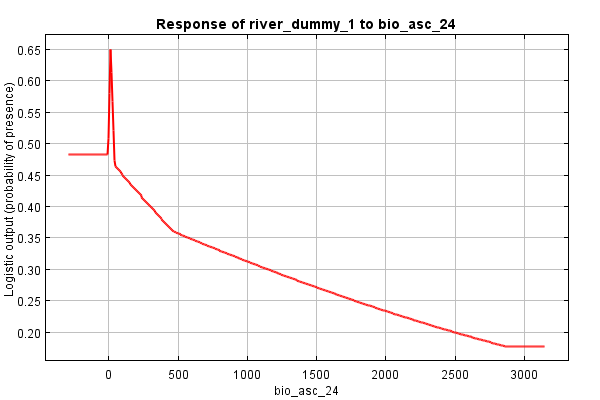 Response of river_dummy_1 to bio_asc_24
Logistic output (probability of presence)
0.65
0.60
0.55
0.50
0.45
0.40
0.35
0.30
0.25
0.20
0 500 1000 1500 2000 2500 3000
bio_asc_24